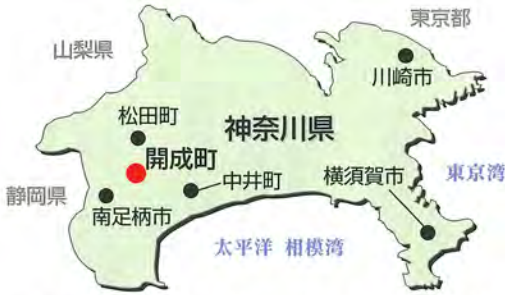 東京都
山梨県
川崎市
松田町
神奈川県
開成町
中井町
横須賀市
東京湾
静岡県
南足柄市
太平洋 相模湾